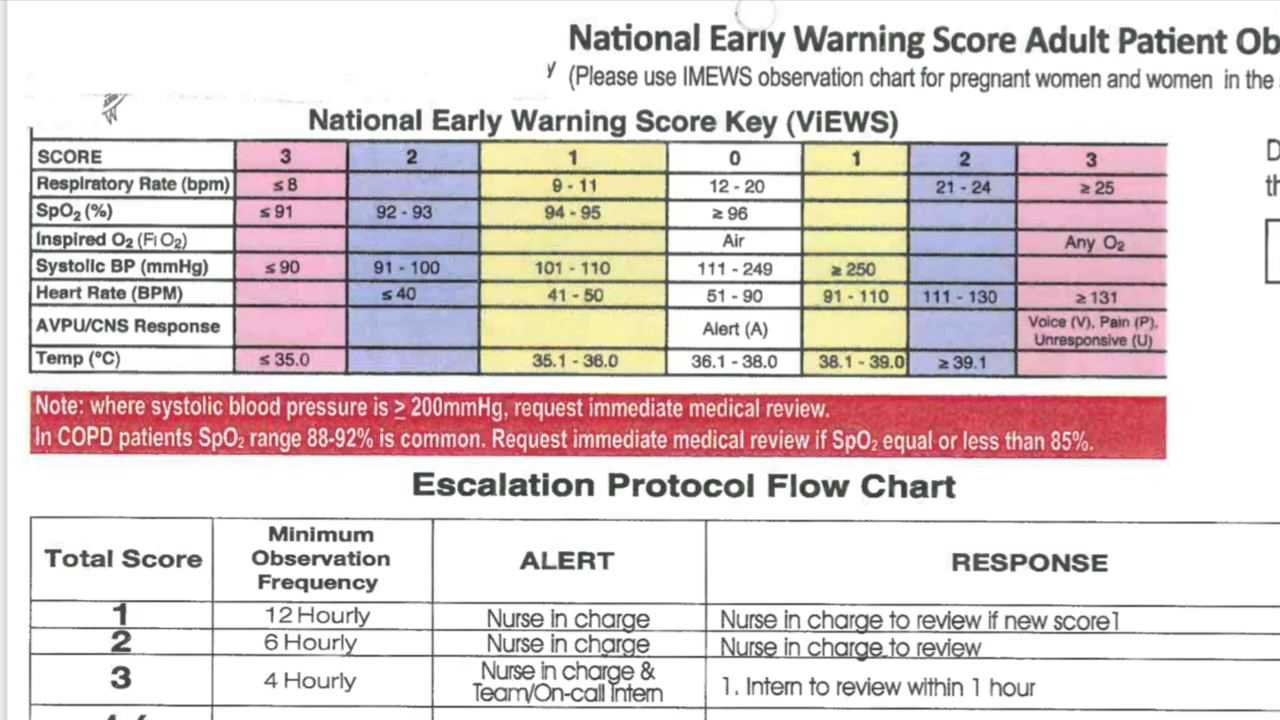 National Early Warning Score Adult Patient Ob
y (Please use IMEWS observation chart for pregnant women and women in the
National Early Warning Score Key (ViEWS)
SCORE 3 2 1 0 1 2 3
Respiratory Rate (bpm) ≤8 9 - 11 12 - 20 21 - 24 ≥ 25
SpO₂ (%) ≤ 91 92 - 93 94 - 95 ≥ 96
Inspired O₂ (Fi O₂) Air Any O₂
Systolic BP (mmHg) ≤ 90 91 - 100 101 - 110 111 - 249 ≥ 250
Heart Rate (BPM) ≤ 40 41 - 50 51 - 90 91 - 110 111 - 130 ≥ 131
AVPU/CNS Response Alert (A) Voice (V), Pain (P), Unresponsive (U)
Temp (°C) ≤ 35.0 35.1 - 36.0 36.1 - 38.0 38.1 - 39.0 ≥ 39.1
Note: where systolic blood pressure is ≥ 200mmHg, request immediate medical review.
In COPD patients SpO₂ range 88-92% is common. Request immediate medical review if SpO₂ equal or less than 85%.
D
th
Escalation Protocol Flow Chart
Total Score Minimum Observation Frequency ALERT RESPONSE
1 12 Hourly Nurse in charge Nurse in charge to review if new score1
2 6 Hourly Nurse in charge Nurse in charge to review
3 4 Hourly Nurse in charge & Team/On-call Intern 1. Intern to review within 1 hour